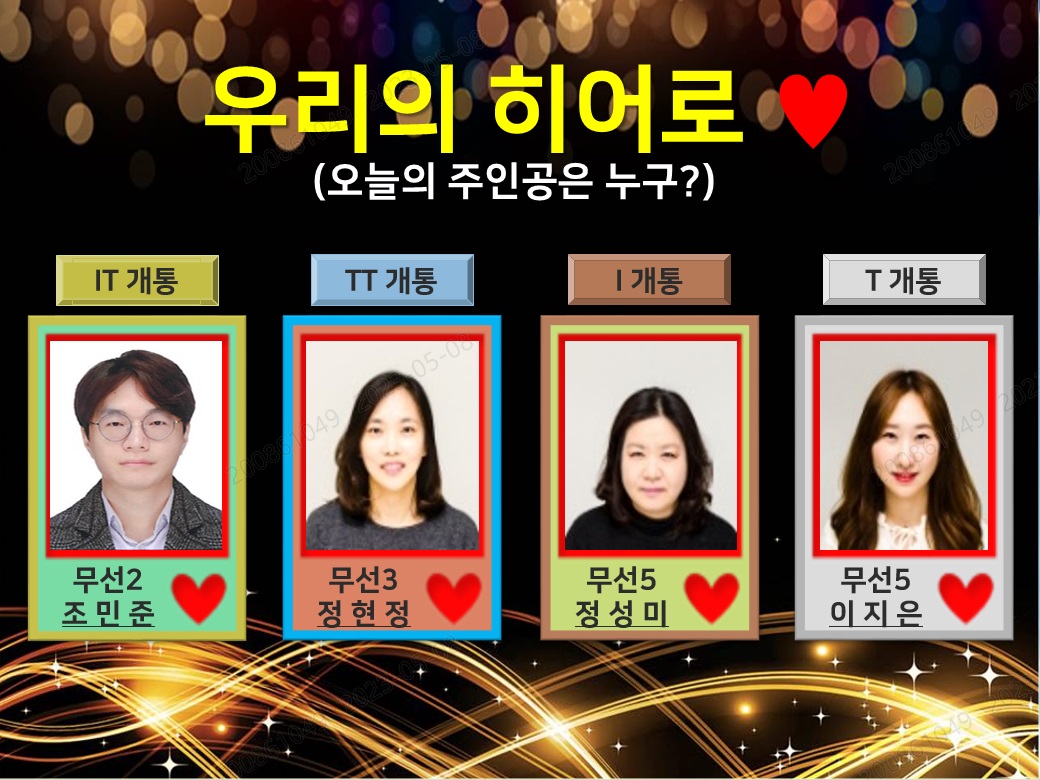 우리의 히어로 ♥
(오늘의 주인공은 누구?)
IT 개통
TT 개통
I 개통
T 개통
무선2
조 민 준
무선3
정 현 정
무선5
정 성 미
무선5
이 지 은
200861049